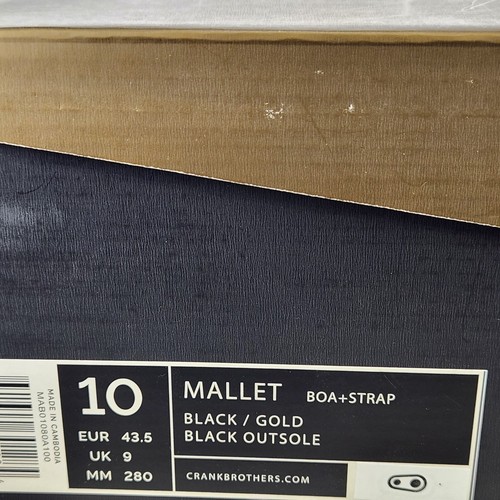 MADE IN CAMBODIA
MAB01080A100
10
EUR 43.5
UK 9
MM 280
MALLET BOA+STRAP
BLACK / GOLD
BLACK OUTSOLE
CRANKBROTHERS.COM